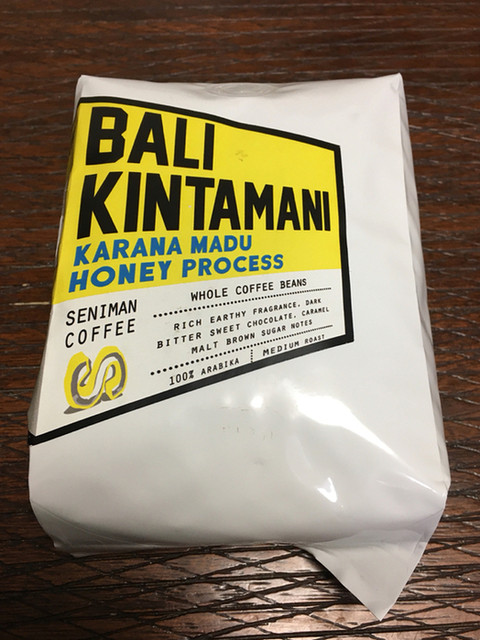 BALI
KINTAMANI
KARANA MADU
HONEY PROCESS
SENIMAN
COFFEE
WHOLE COFFEE BEANS
RICH EARTHY FRAGRANCE, DARK
BITTER SWEET CHOCOLATE, CARAMEL
MALT BROWN SUGAR NOTES
100% ARABIKA
MEDIUM ROAST